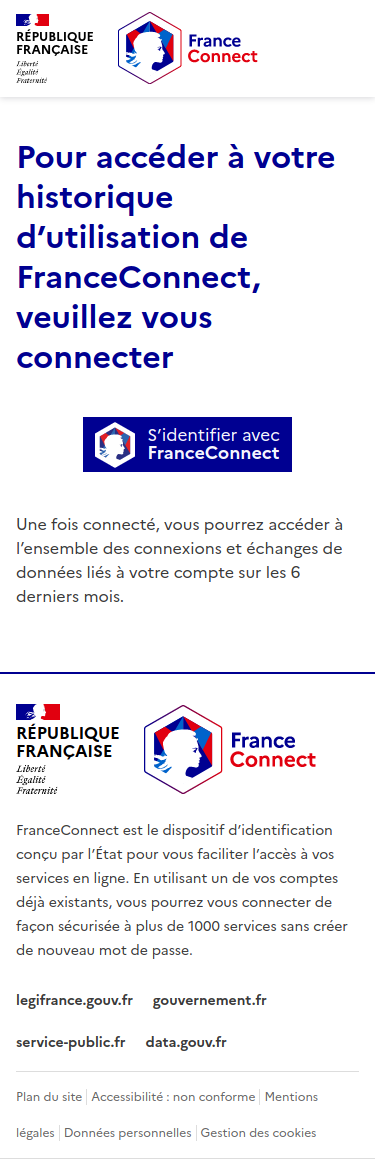 RÉPUBLIQUE
FRANÇAISE
Liberté
Égalité
Fraternité
France
Connect
Pour accéder à votre
historique
d’utilisation de
FranceConnect,
veuillez vous
connecter
S’identifier avec
FranceConnect
Une fois connecté, vous pourrez accéder à
l’ensemble des connexions et échanges de
données liés à votre compte sur les 6
derniers mois.
RÉPUBLIQUE
FRANÇAISE
Liberté
Égalité
Fraternité
France
Connect
FranceConnect est le dispositif d’identification
conçu par l’État pour vous faciliter l’accès à vos
services en ligne. En utilisant un de vos comptes
déjà existants, vous pourrez vous connecter de
façon sécurisée à plus de 1000 services sans créer
de nouveau mot de passe.
legifrance.gouv.fr gouvernement.fr
service-public.fr data.gouv.fr
Plan du site Accessibilité : non conforme Mentions
légales Données personnelles Gestion des cookies